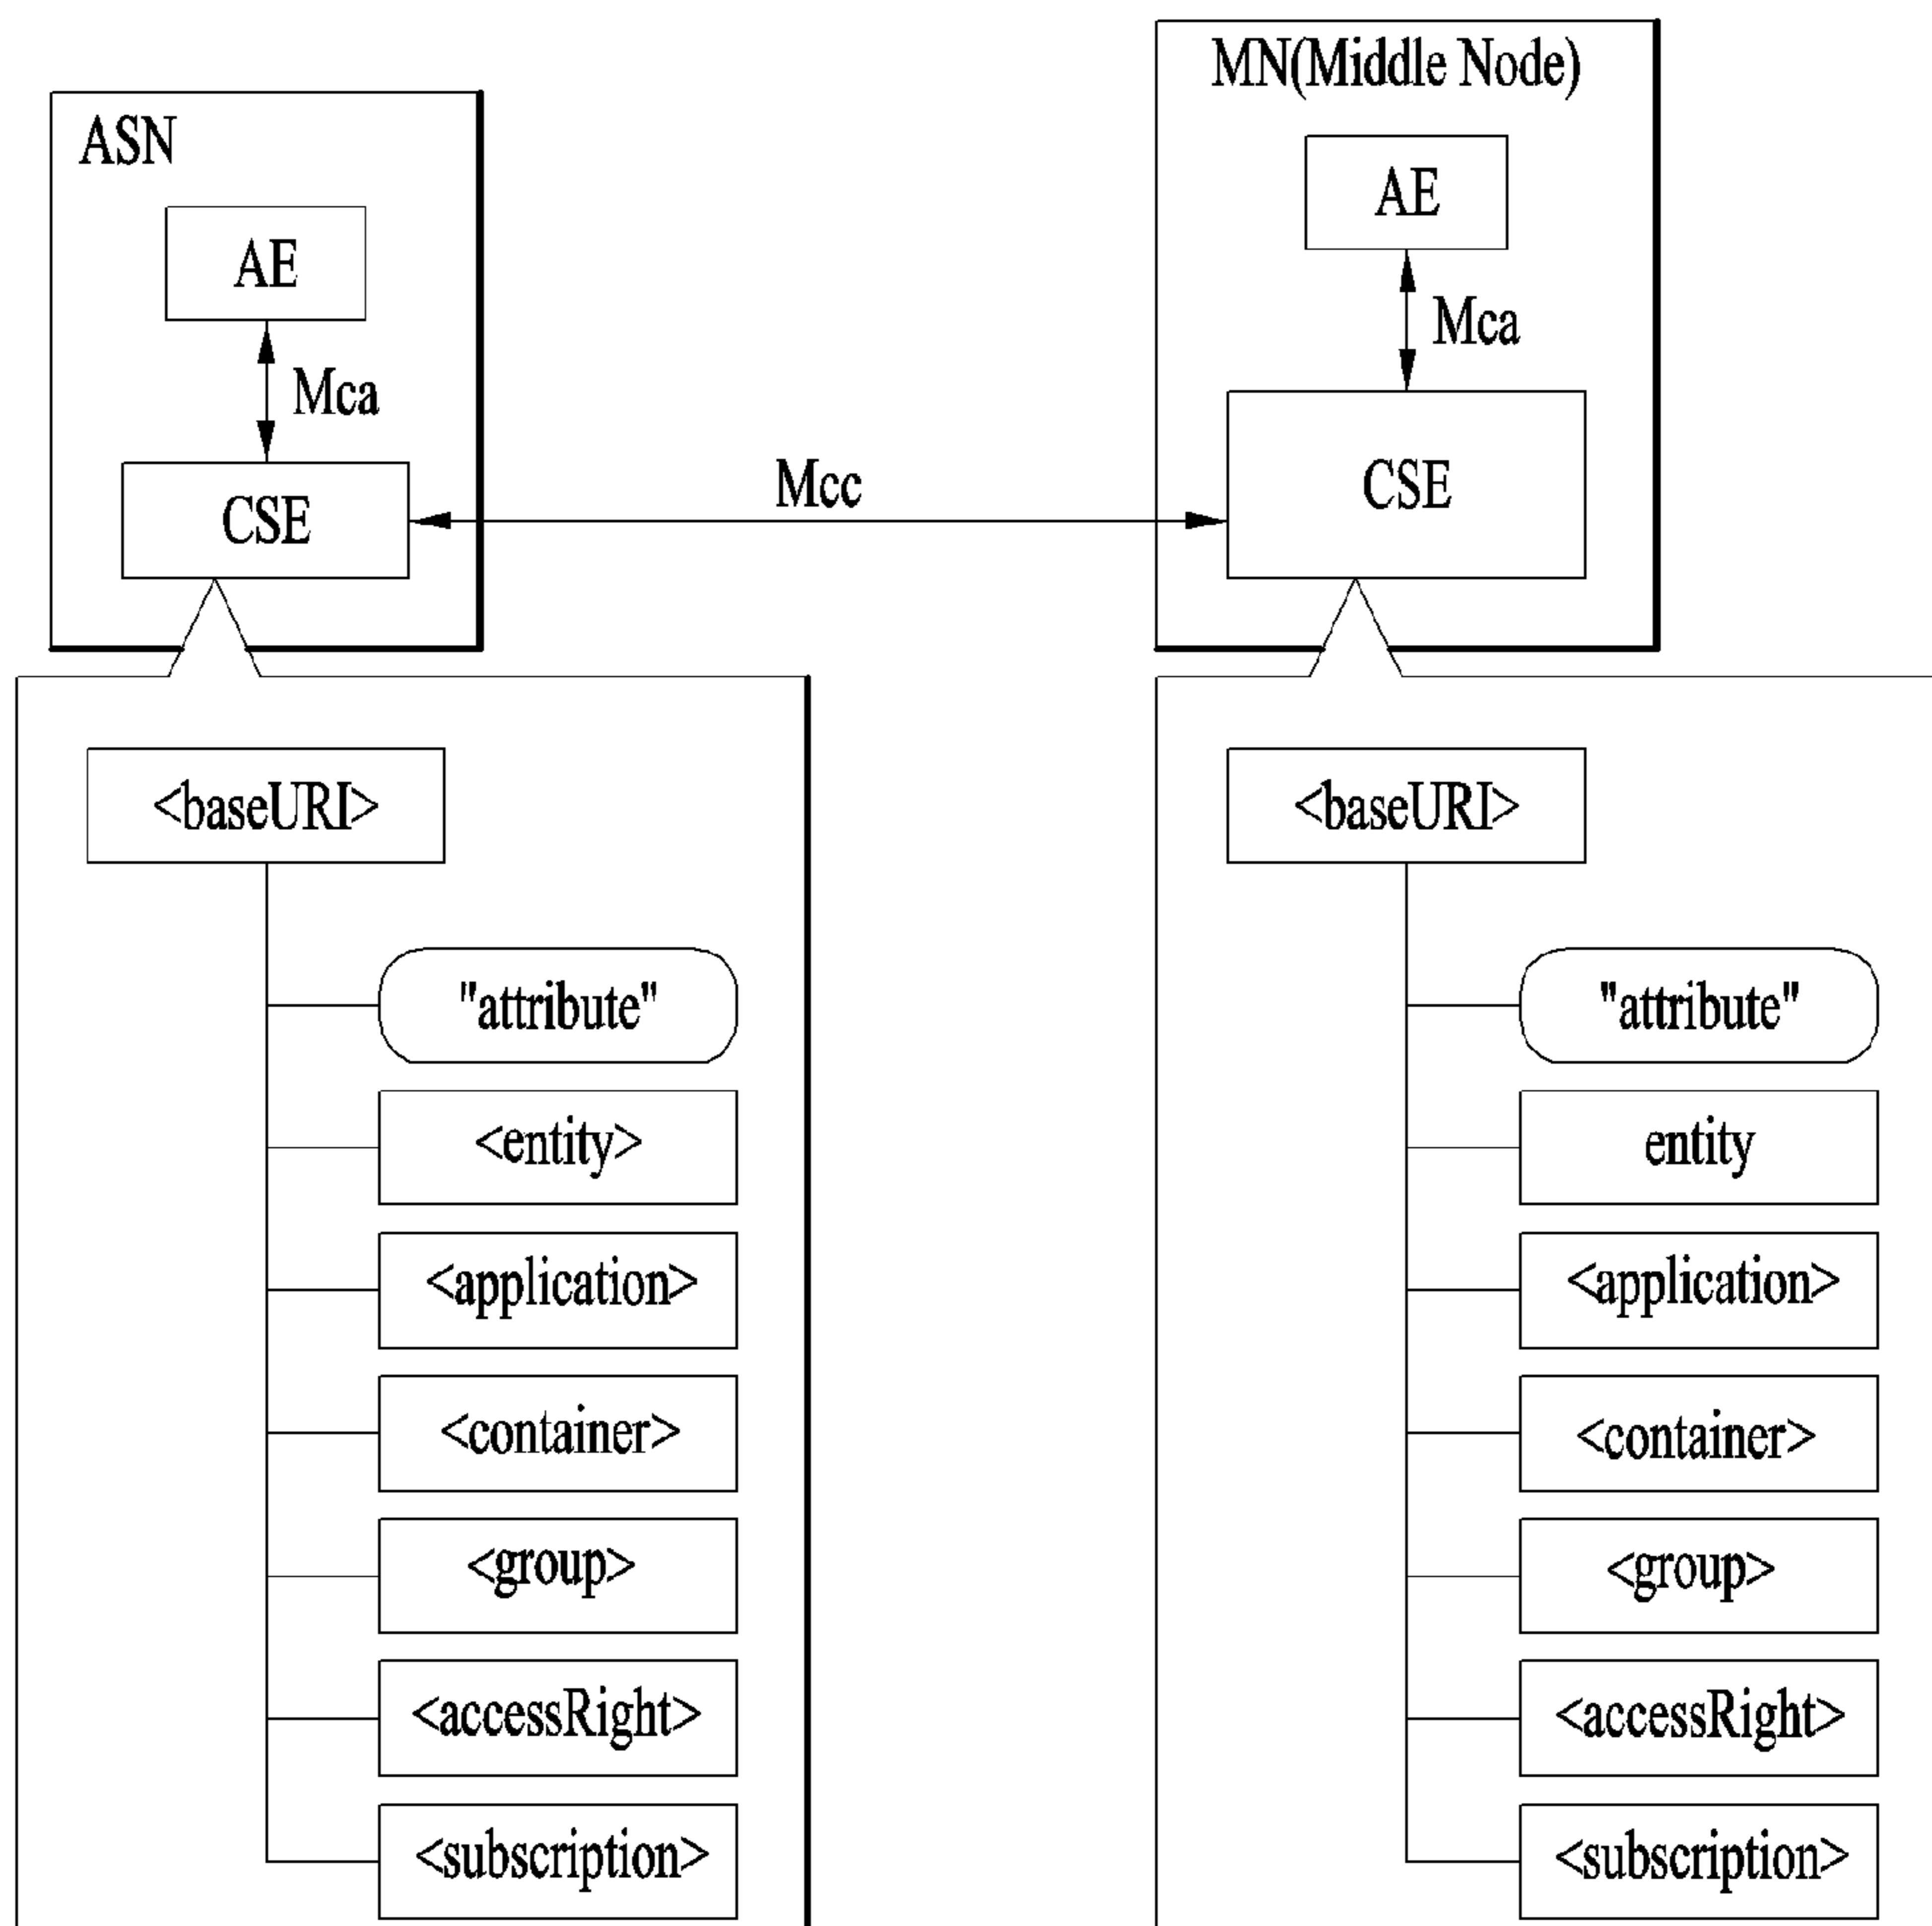 ASN
AE
Mca
CSE
Mcc
MN(Middle Node)
AE
Mca
CSE
<baseURI>
"attribute"
<entity>
<application>
<container>
<group>
<accessRight>
<subscription>
<baseURI>
"attribute"
entity
<application>
<container>
<group>
<accessRight>
<subscription>